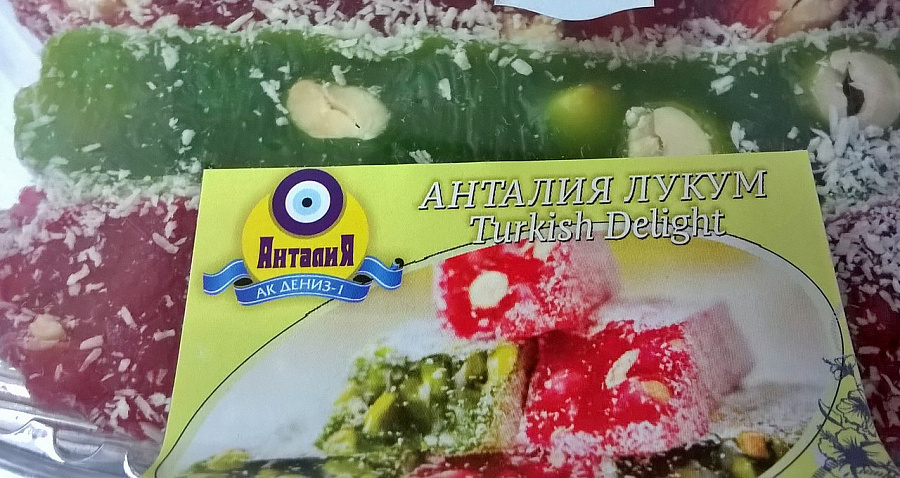 АНТАЛИЯ ЛУКУМ
Turkish Delight
АнталиЯ
АК ДЕНИЗ-1